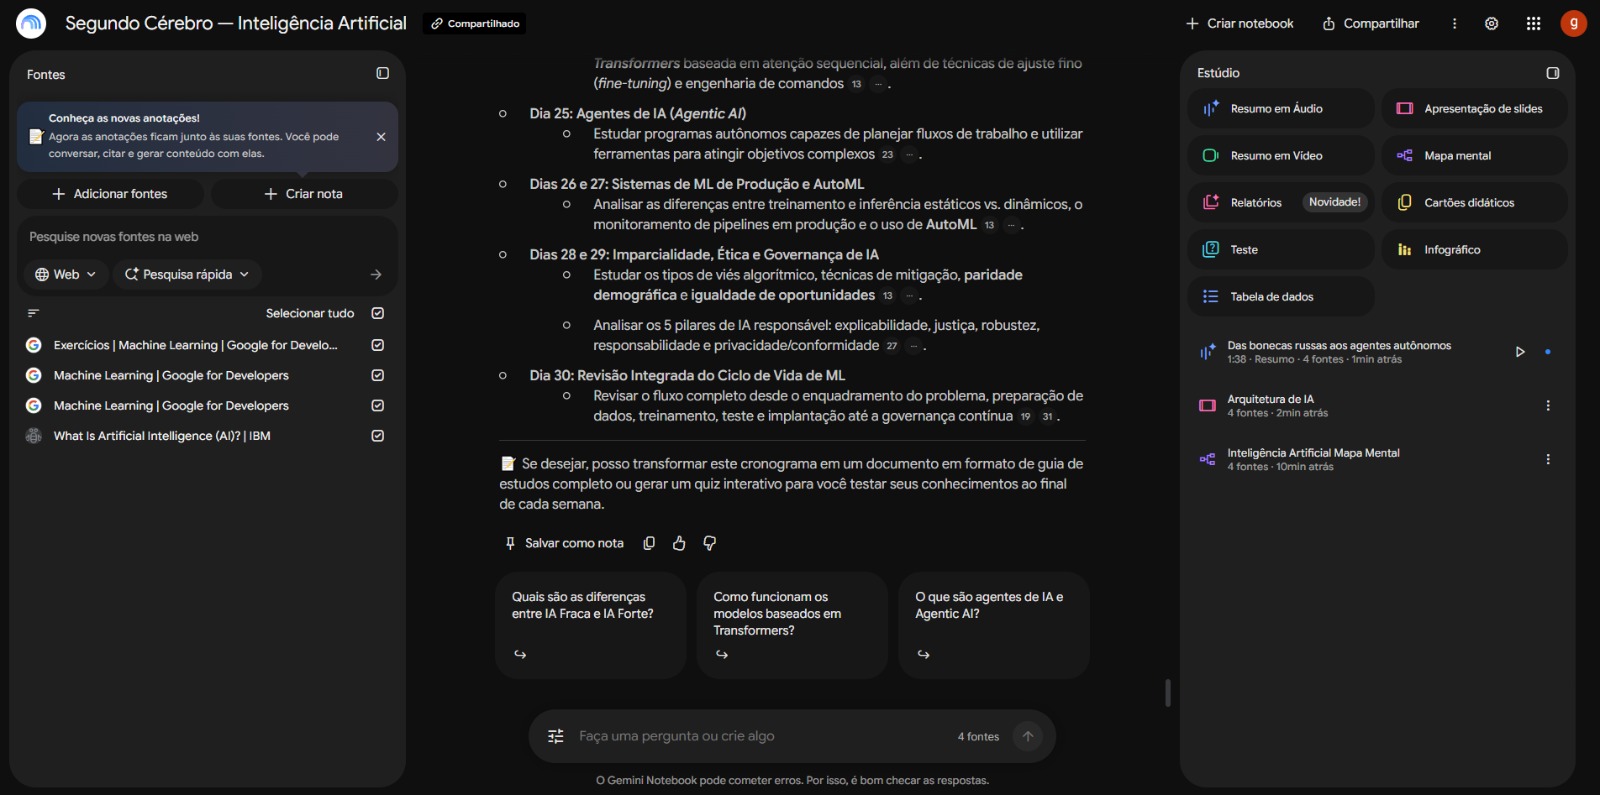 Segundo Cérebro — Inteligência Artificial
Compartilhado
Criar notebook
Compartilhar
g
Fontes
Conheça as novas anotações!
Agora as anotações ficam junto às suas fontes. Você pode
conversar, citar e gerar conteúdo com elas.
Adicionar fontes
Criar nota
Pesquise novas fontes na web
Web
Pesquisa rápida
Selecionar tudo
Exercícios | Machine Learning | Google for Develo...
Machine Learning | Google for Developers
Machine Learning | Google for Developers
What Is Artificial Intelligence (AI)? | IBM
Transformers baseada em atenção sequencial, além de técnicas de ajuste fino
(fine-tuning) e engenharia de comandos 13 ... .
Dia 25: Agentes de IA (Agentic AI)
Estudar programas autônomos capazes de planejar fluxos de trabalho e utilizar
ferramentas para atingir objetivos complexos 23 ... .
Dias 26 e 27: Sistemas de ML de Produção e AutoML
Analisar as diferenças entre treinamento e inferência estáticos vs. dinâmicos, o
monitoramento de pipelines em produção e o uso de AutoML 13 ... .
Dias 28 e 29: Imparcialidade, Ética e Governança de IA
Estudar os tipos de viés algorítmico, técnicas de mitigação, paridade
demográfica e igualdade de oportunidades 13 ... .
Analisar os 5 pilares de IA responsável: explicabilidade, justiça, robustez,
responsabilidade e privacidade/conformidade 27 ... .
Dia 30: Revisão Integrada do Ciclo de Vida de ML
Revisar o fluxo completo desde o enquadramento do problema, preparação de
dados, treinamento, teste e implantação até a governança contínua 19 31 .
Se desejar, posso transformar este cronograma em um documento em formato de guia de
estudos completo ou gerar um quiz interativo para você testar seus conhecimentos ao final
de cada semana.
Salvar como nota
Quais são as diferenças
entre IA Fraca e IA Forte?
Como funcionam os
modelos baseados em
Transformers?
O que são agentes de IA e
Agentic AI?
Faça uma pergunta ou crie algo
4 fontes
O Gemini Notebook pode cometer erros. Por isso, é bom checar as respostas.
Estúdio
Resumo em Áudio
Apresentação de slides
Resumo em Vídeo
Mapa mental
Relatórios
Novidade!
Cartões didáticos
Teste
Infográfico
Tabela de dados
Das bonecas russas aos agentes autônomos
1:38 · Resumo · 4 fontes · 1min atrás
Arquitetura de IA
4 fontes · 2min atrás
Inteligência Artificial Mapa Mental
4 fontes · 10min atrás